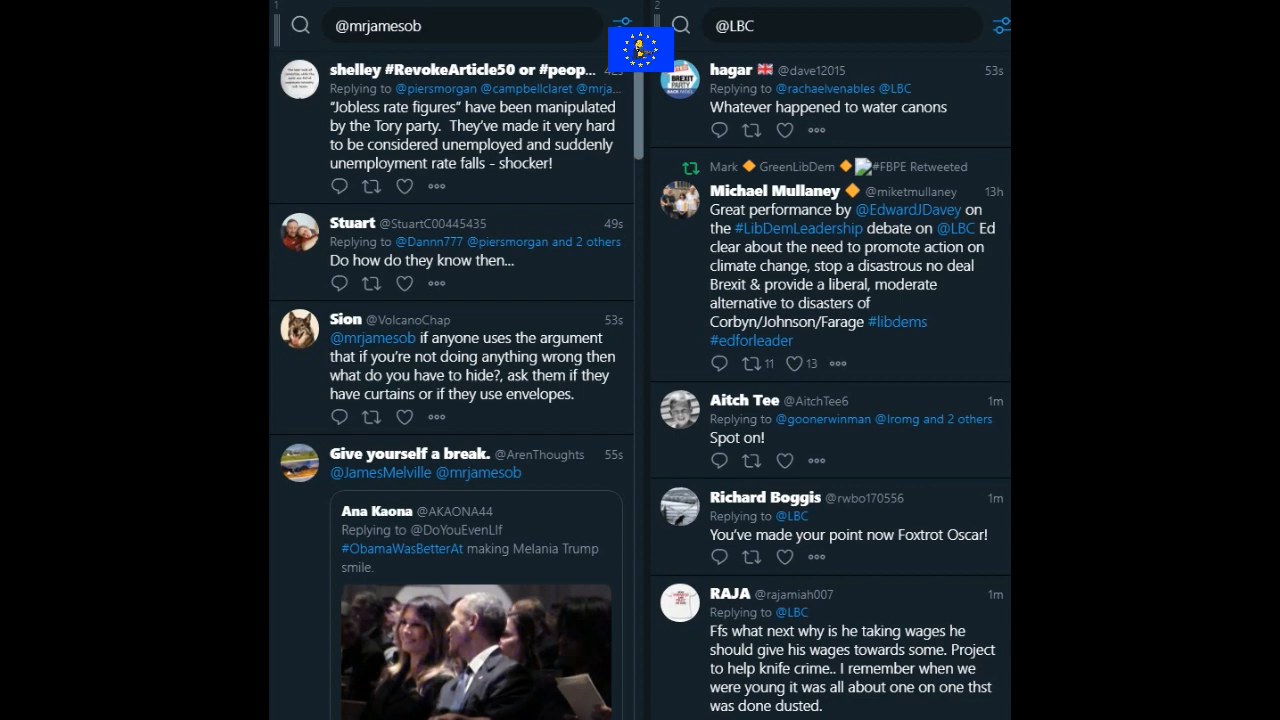 1
@mrjamesob
shelley #RevokeArticle50 or #peop...
Replying to @piersmorgan @campbellclaret @mrja...
“Jobless rate figures” have been manipulated
by the Tory party. They’ve made it very hard
to be considered unemployed and suddenly
unemployment rate falls - shocker!
Stuart @StuartC00445435 49s
Replying to @Dannn777 @piersmorgan and 2 others
Do how do they know then...
Sion @VolcanoChap 53s
@mrjamesob if anyone uses the argument
that if you’re not doing anything wrong then
what do you have to hide?, ask them if they
have curtains or if they use envelopes.
Give yourself a break. @ArenThoughts 55s
@JamesMelville @mrjamesob
Ana Kaona @AKAONA44
Replying to @DoYouEvenLIf
#ObamaWasBetterAt making Melania Trump
smile.
2
@LBC
hagar @dave12015 53s
Replying to @rachaelvenables @LBC
Whatever happened to water canons
Mark GreenLibDem #FBPE Retweeted
Michael Mullaney @miketmullaney 13h
Great performance by @EdwardJDavey on
the #LibDemLeadership debate on @LBC Ed
clear about the need to promote action on
climate change, stop a disastrous no deal
Brexit & provide a liberal, moderate
alternative to disasters of
Corbyn/Johnson/Farage #libdems
#edforleader
11 13
Aitch Tee @AitchTee6 1m
Replying to @goonerwinman @lromg and 2 others
Spot on!
Richard Boggis @rwbo170556 1m
Replying to @LBC
You’ve made your point now Foxtrot Oscar!
RAJA @rajamiah007 1m
Replying to @LBC
Ffs what next why is he taking wages he
should give his wages towards some. Project
to help knife crime.. I remember when we
were young it was all about one on one thst
was done dusted.